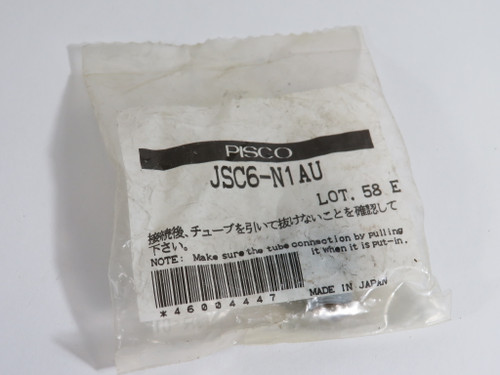 PISCO
JSC6-N1AU
LOT. 58 E
接続後、チューブを引いて抜けないことを確認して
下さい。
NOTE: Make sure the tube connection by pulling
it when it is put-in.
*46004447
MADE IN JAPAN